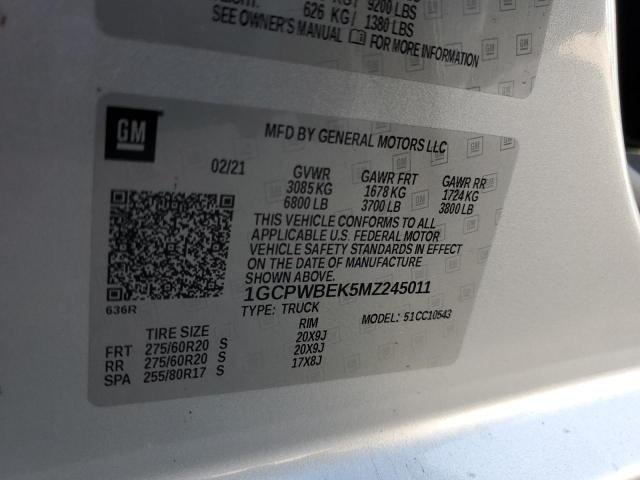 KG / 9200 LBS
626 KG / 1380 LBS
SEE OWNER'S MANUAL FOR MORE INFORMATION
GM
MFD BY GENERAL MOTORS LLC
02/21 GVWR GAWR FRT GAWR RR
3085 KG 1678 KG 1724 KG
6800 LB 3700 LB 3800 LB
THIS VEHICLE CONFORMS TO ALL
APPLICABLE U.S. FEDERAL MOTOR
VEHICLE SAFETY STANDARDS IN EFFECT
ON THE DATE OF MANUFACTURE
SHOWN ABOVE.
1GCPWBEK5MZ245011
636R TYPE: TRUCK MODEL: 51CC10543
TIRE SIZE RIM
FRT 275/60R20 S 20X9J
RR 275/60R20 S 20X9J
SPA 255/80R17 S 17X8J